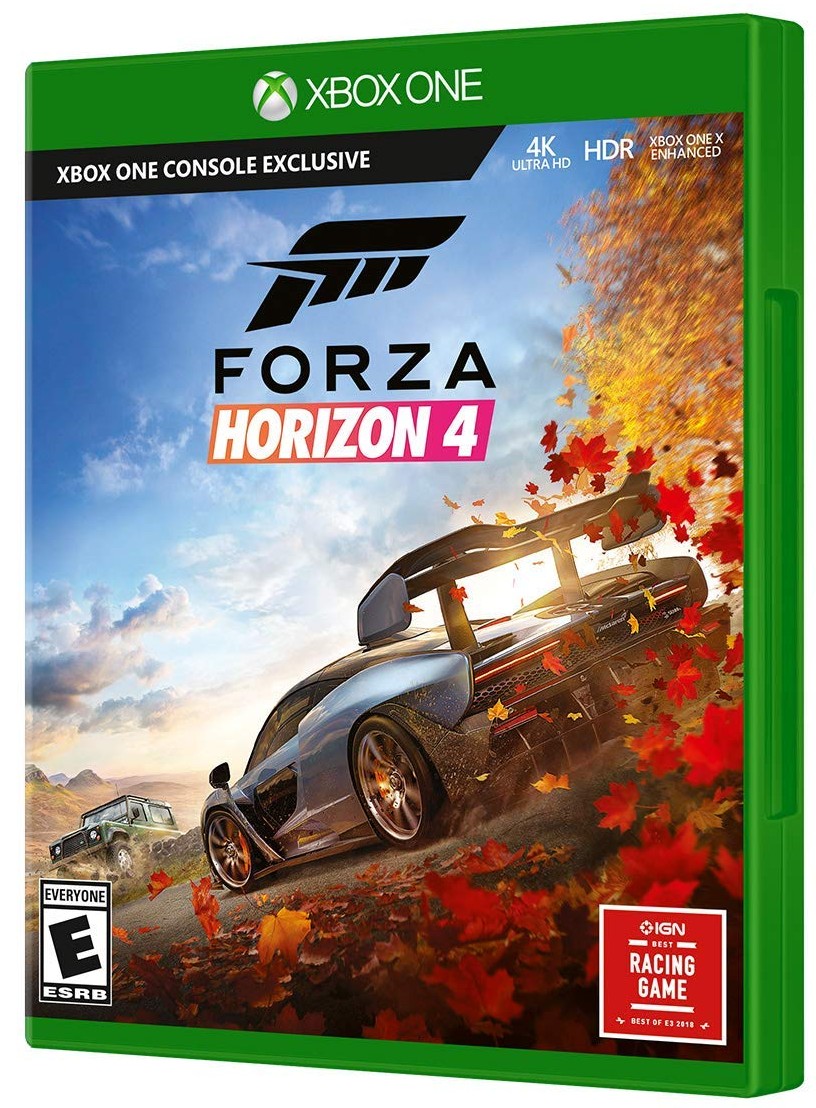 XBOX ONE
XBOX ONE CONSOLE EXCLUSIVE
4K
ULTRA HD
HDR
XBOX ONE X
ENHANCED
FORZA
HORIZON 4
McLaren
EVERYONE
E
ESRB
IGN
BEST
RACING
GAME
BEST OF E3 2018